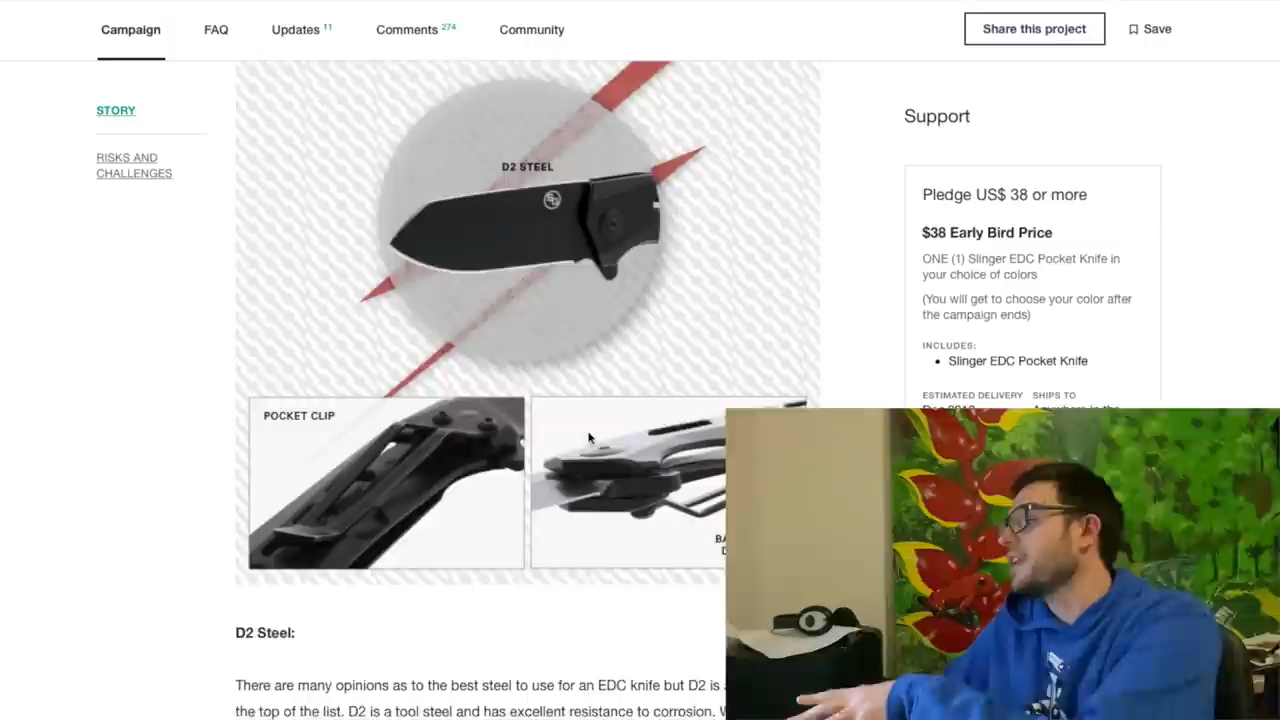 Campaign
FAQ
Updates 11
Comments 274
Community
Share this project
Save
STORY
RISKS AND
CHALLENGES
D2 STEEL
POCKET CLIP
D2 Steel:
There are many opinions as to the best steel to use for an EDC knife but D2 is
the top of the list. D2 is a tool steel and has excellent resistance to corrosion.
Support
Pledge US$ 38 or more
$38 Early Bird Price
ONE (1) Slinger EDC Pocket Knife in
your choice of colors
(You will get to choose your color after
the campaign ends)
INCLUDES:
• Slinger EDC Pocket Knife
ESTIMATED DELIVERY
SHIPS TO